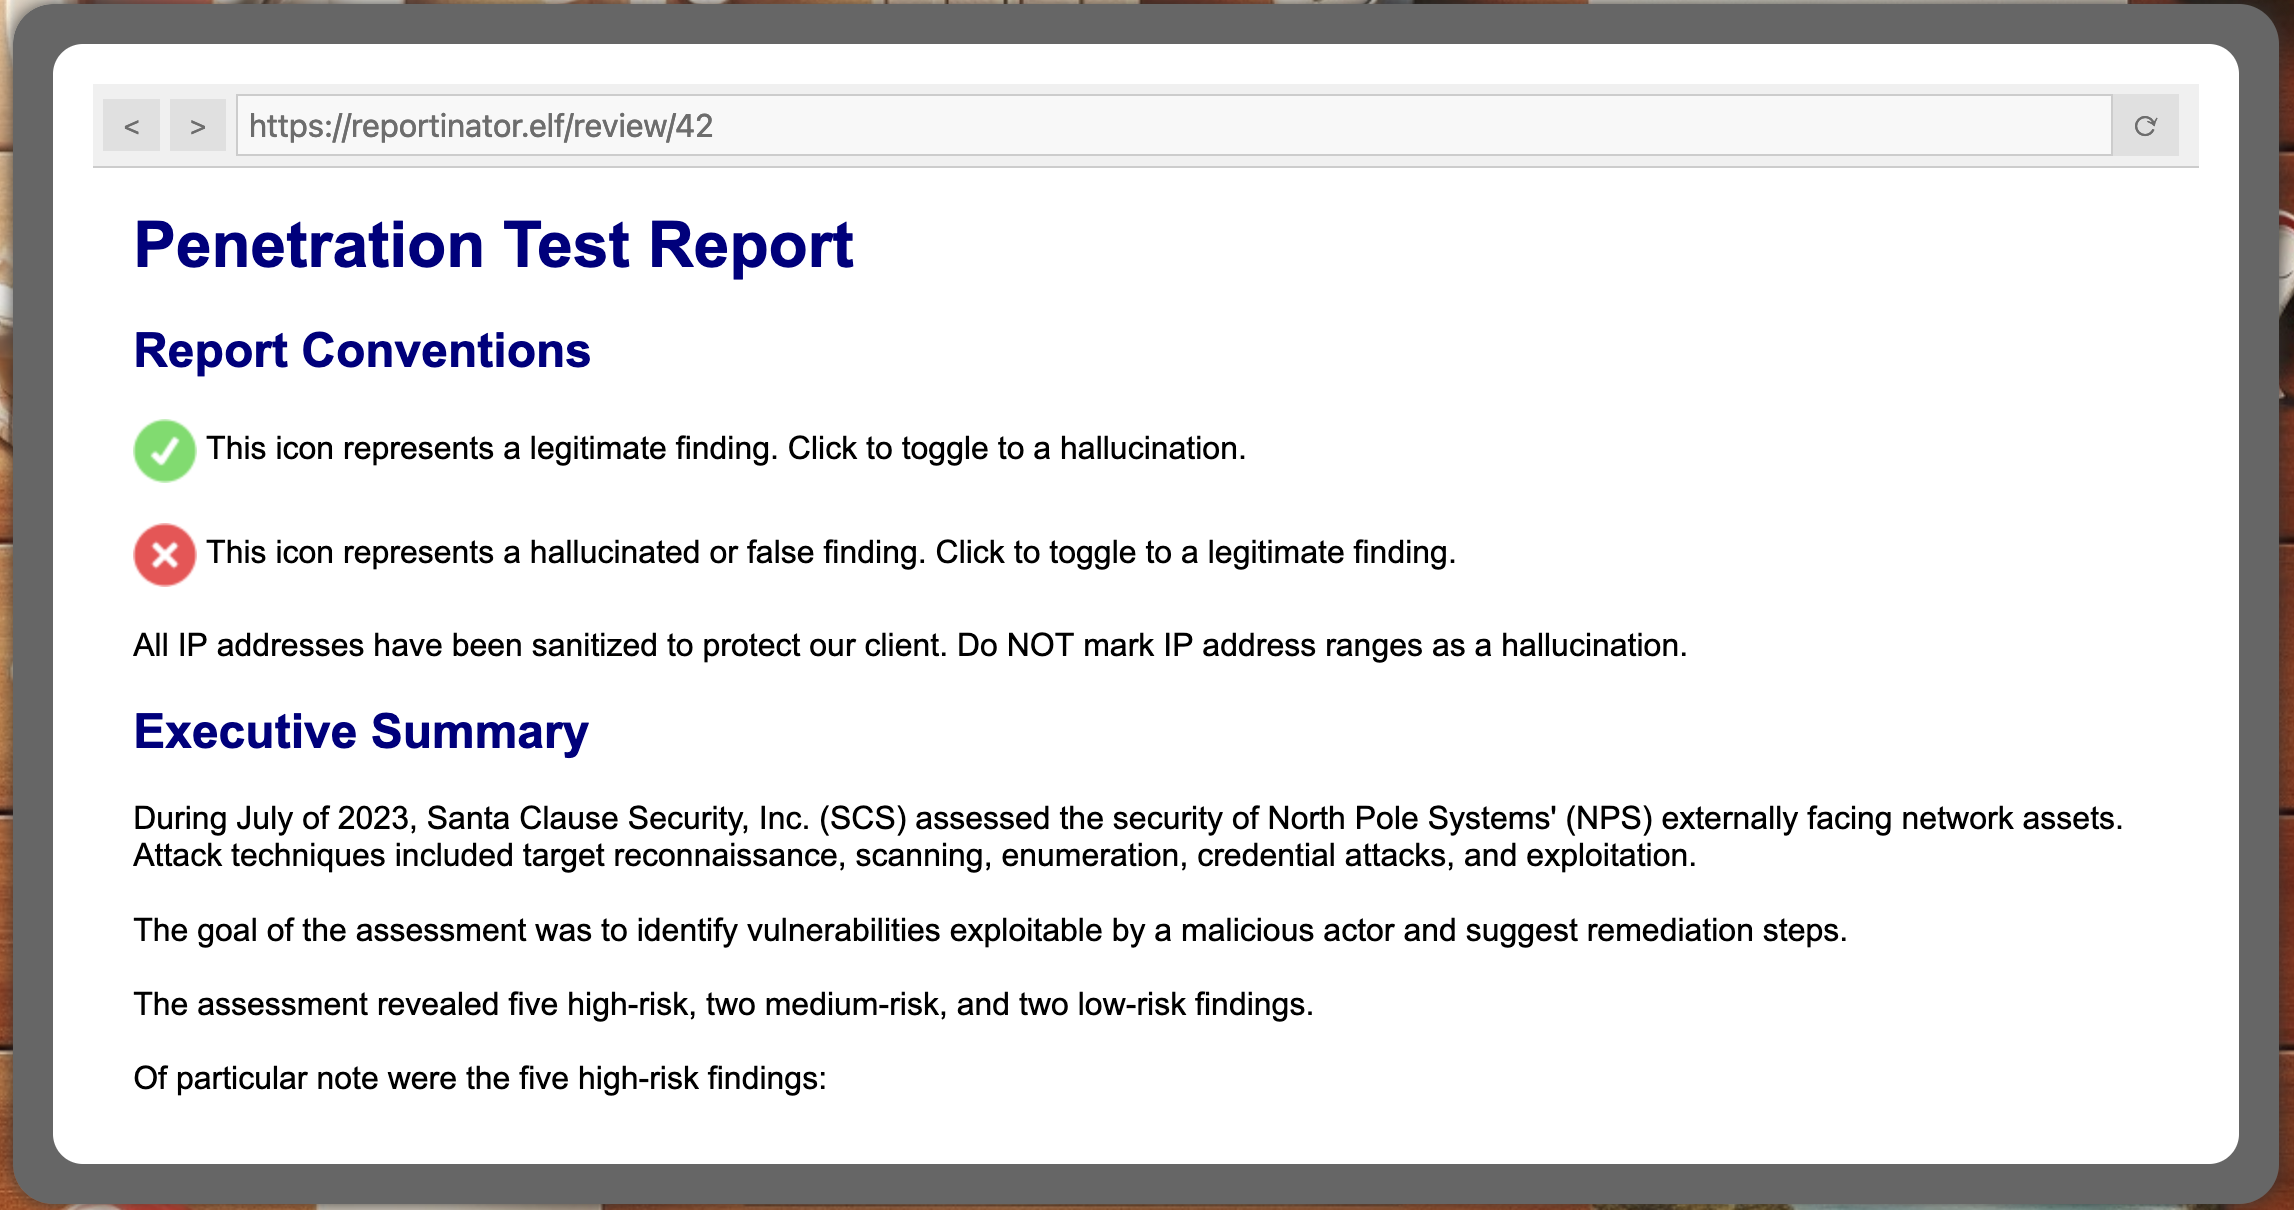 < > https://reportinator.elf/review/42
Penetration Test Report
Report Conventions
This icon represents a legitimate finding. Click to toggle to a hallucination.
This icon represents a hallucinated or false finding. Click to toggle to a legitimate finding.
All IP addresses have been sanitized to protect our client. Do NOT mark IP address ranges as a hallucination.
Executive Summary
During July of 2023, Santa Clause Security, Inc. (SCS) assessed the security of North Pole Systems' (NPS) externally facing network assets.
Attack techniques included target reconnaissance, scanning, enumeration, credential attacks, and exploitation.
The goal of the assessment was to identify vulnerabilities exploitable by a malicious actor and suggest remediation steps.
The assessment revealed five high-risk, two medium-risk, and two low-risk findings.
Of particular note were the five high-risk findings: